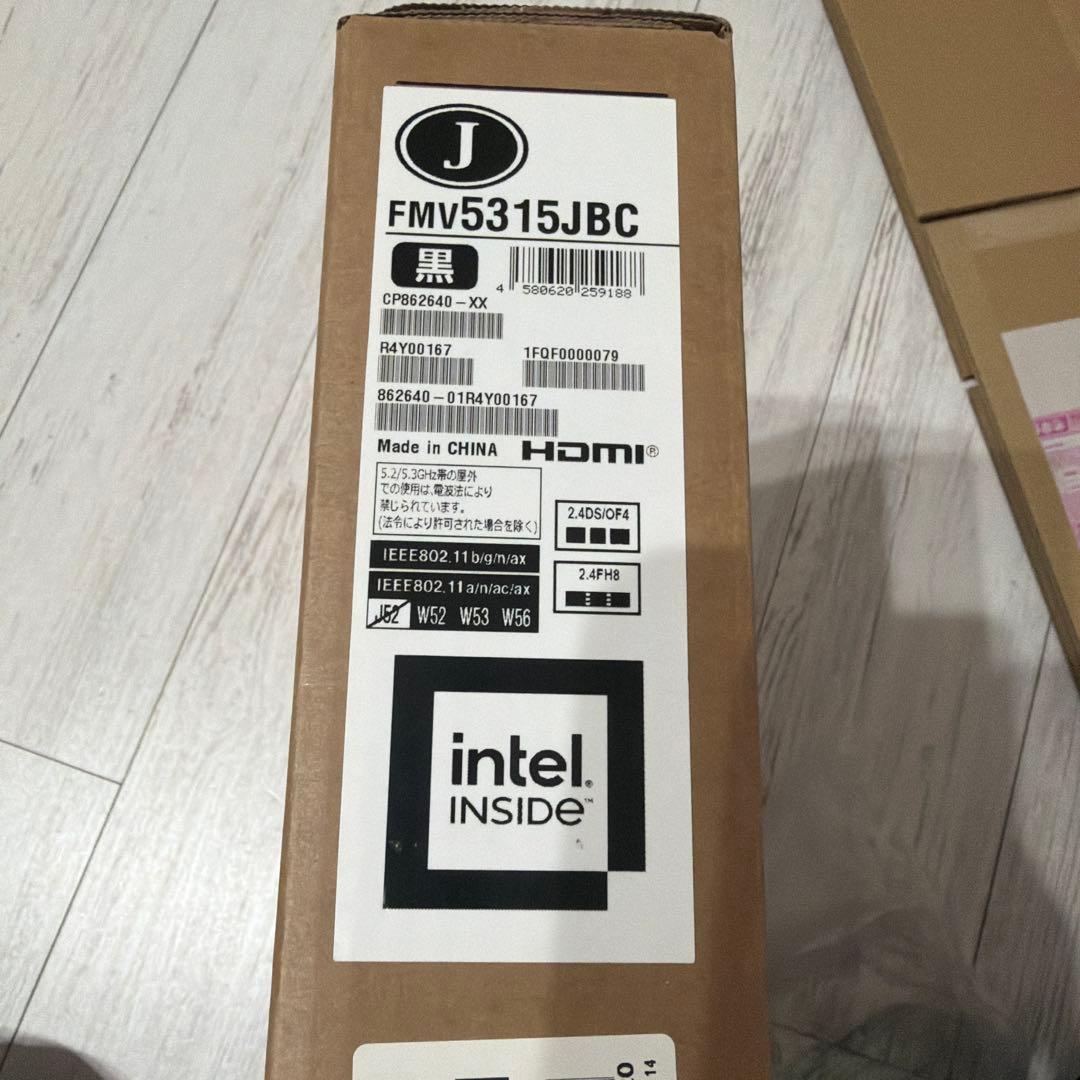 J
FMV5315JBC
黒
4 580620 259188
CP862640-XX
R4Y00167
1FQF0000079
862640-01R4Y00167
Made in CHINA
HDMI®
5.2/5.3GHz帯の屋外
での使用は、電波法により
禁じられています。
(法令により許可された場合を除く)
2.4DS/OF4
IEEE802.11b/g/n/ax
2.4FH8
IEEE802.11a/n/ac/ax
J52 W52 W53 W56
intel®
INSIDe™
14